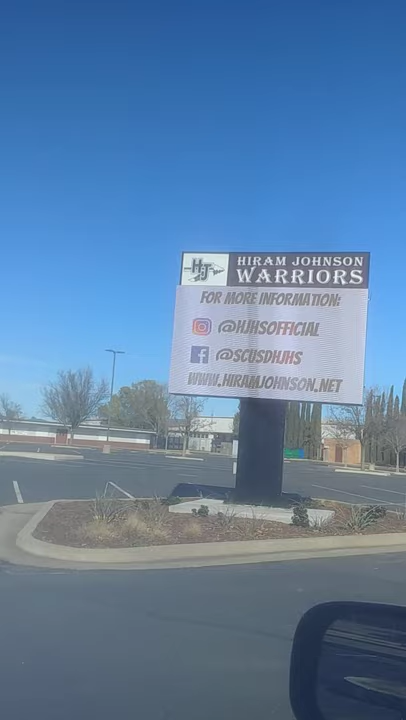 HJ
HIRAM JOHNSON
WARRIORS
FOR MORE INFORMATION:
@HJHSOFFICIAL
@SCUSDHJHS
WWW.HIRAMJOHNSON.NET